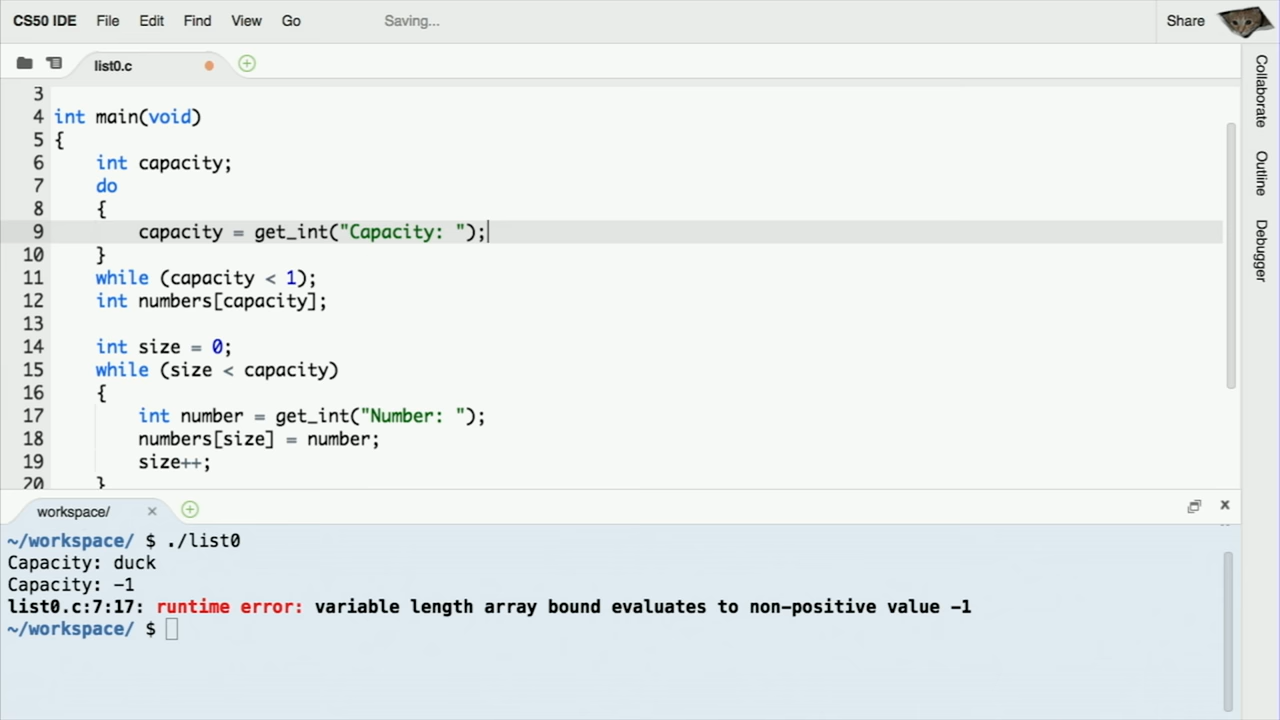 CS50 IDE File Edit Find View Go Saving... Share
list0.c
3
4 int main(void)
5 {
6     int capacity;
7     do
8     {
9         capacity = get_int("Capacity: ");
10     }
11     while (capacity < 1);
12     int numbers[capacity];
13
14     int size = 0;
15     while (size < capacity)
16     {
17         int number = get_int("Number: ");
18         numbers[size] = number;
19         size++;
20     }
workspace/
~/workspace/ $ ./list0
Capacity: duck
Capacity: -1
list0.c:7:17: runtime error: variable length array bound evaluates to non-positive value -1
~/workspace/ $
Collaborate
Outline
Debugger